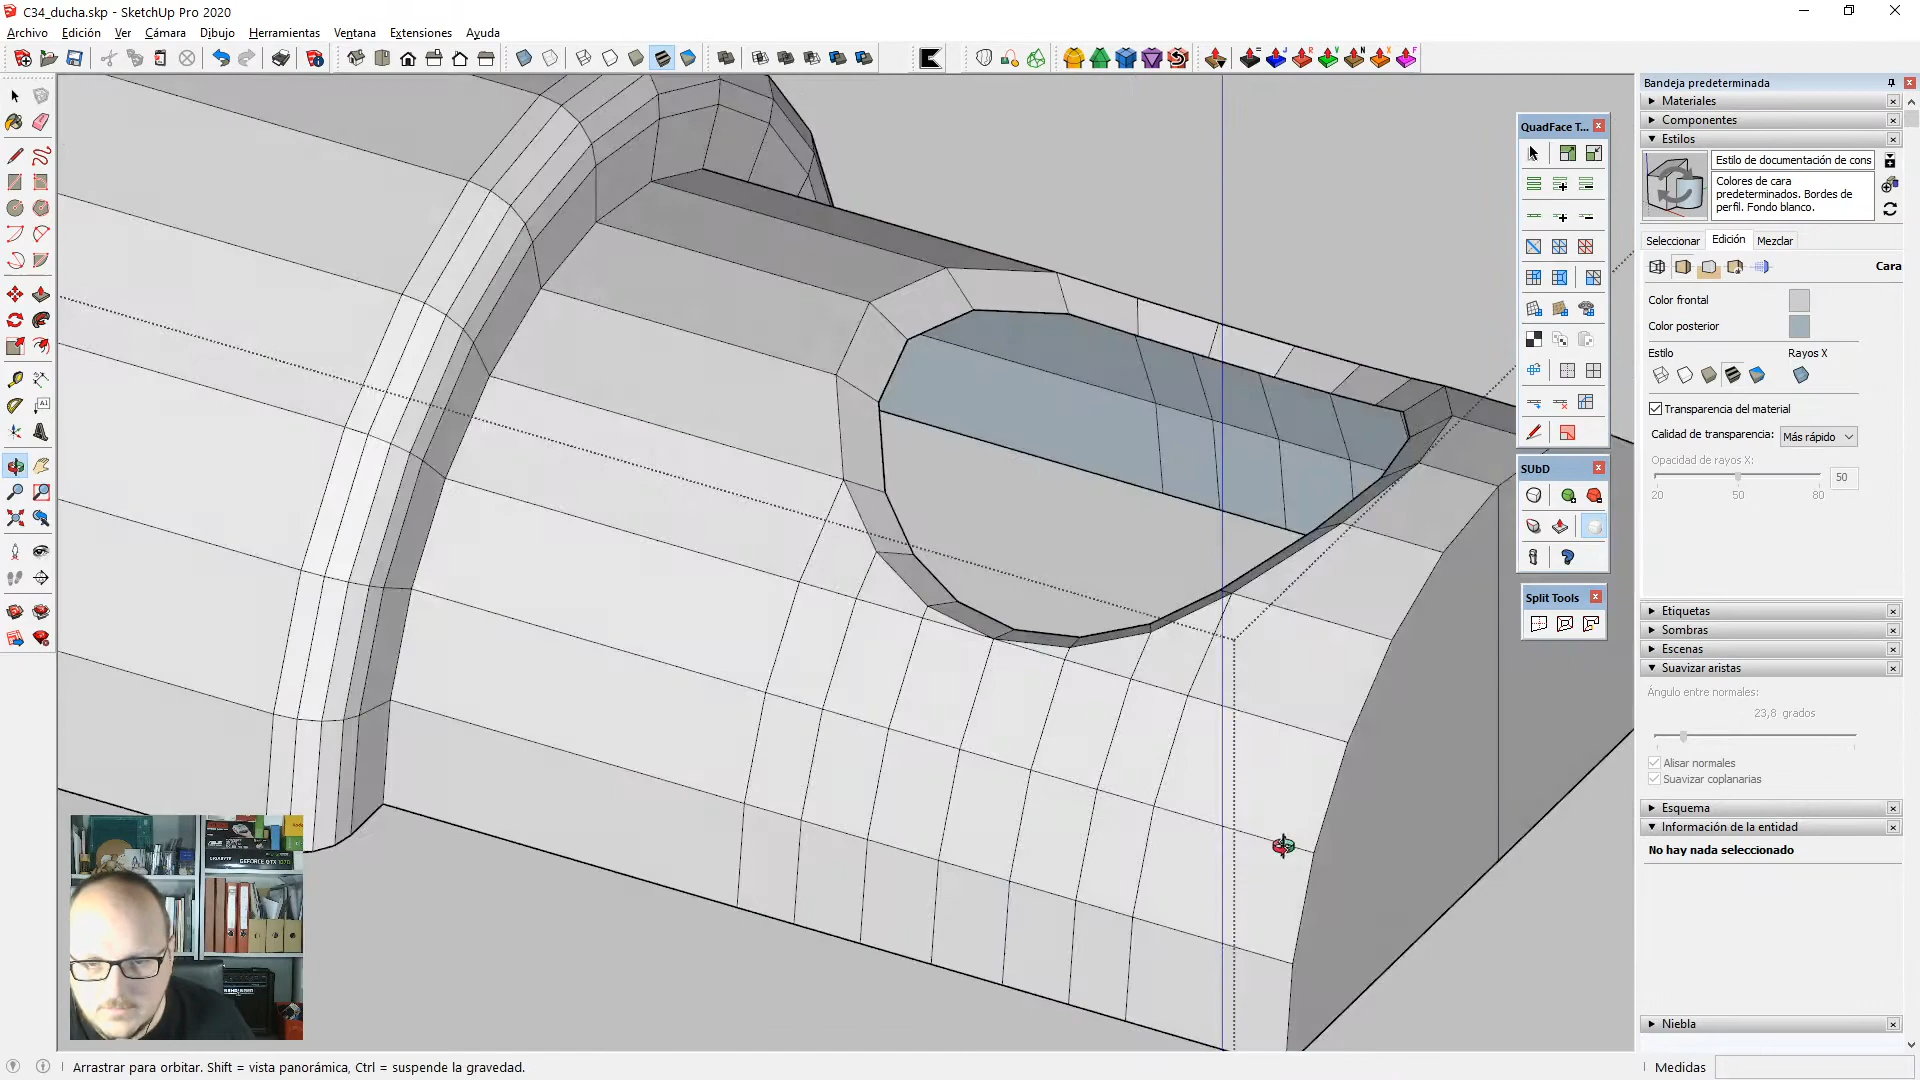 C34_ducha.skp - SketchUp Pro 2020
Archivo Edición Ver Cámara Dibujo Herramientas Ventana Extensiones Ayuda
Bandeja predeterminada
Materiales
Componentes
Estilos
Estilo de documentación de cons
Colores de cara
predeterminados. Bordes de
perfil. Fondo blanco.
Seleccionar Edición Mezclar
Cara
Color frontal
Color posterior
Estilo Rayos X
Transparencia del material
Calidad de transparencia: Más rápido
Opacidad de rayos X: 50
20 50 80
Etiquetas
Sombras
Escenas
Suavizar aristas
Ángulo entre normales:
23,8 grados
Alisar normales
Suavizar coplanarias
Esquema
Información de la entidad
No hay nada seleccionado
Niebla
QuadFace T...
SUbD
Split Tools
Arrastrar para orbitar. Shift = vista panorámica, Ctrl = suspende la gravedad.
Medidas